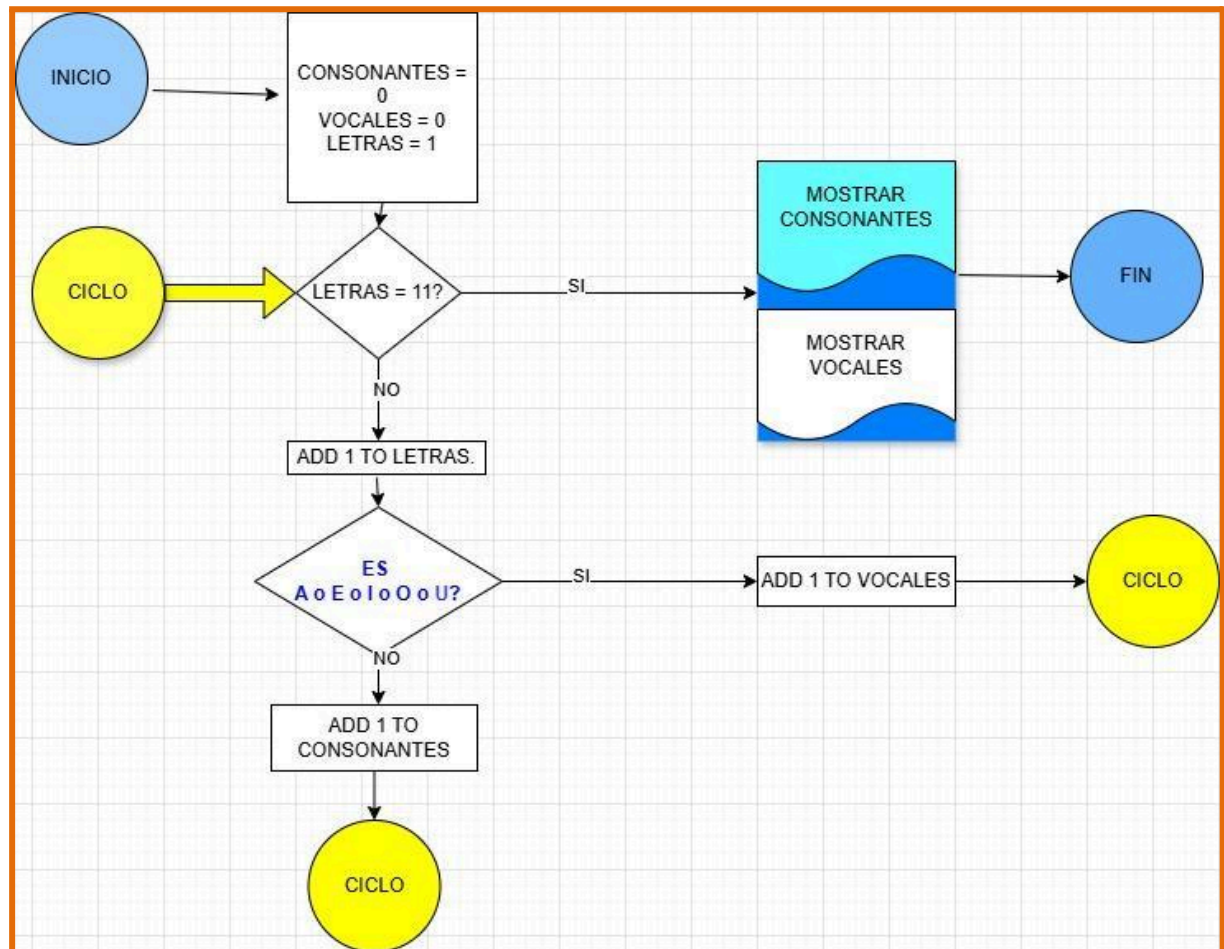 INICIO
CONSONANTES =
0
VOCALES = 0
LETRAS = 1
MOSTRAR
CONSONANTES
FIN
CICLO
LETRAS = 11?
SI
MOSTRAR
VOCALES
NO
ADD 1 TO LETRAS.
ES
A o E o I o O o U?
SI
ADD 1 TO VOCALES
CICLO
NO
ADD 1 TO
CONSONANTES
CICLO